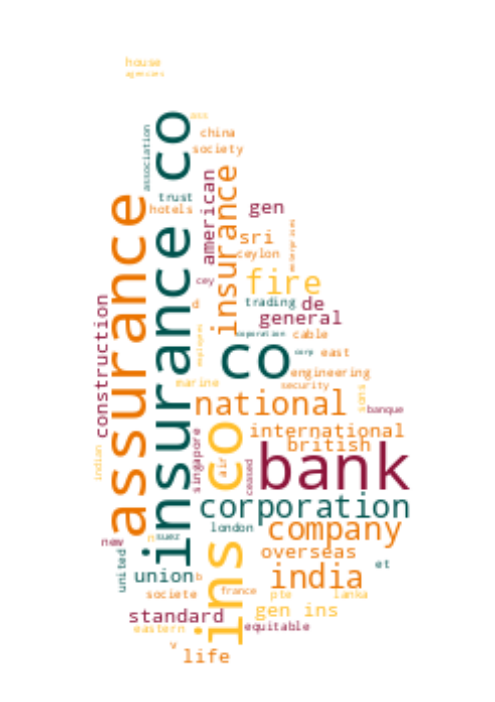 house
agencies
ass
insurance co
china
association
society
assurance
insurance
american
trust
hotels
gen
sri
enterprises
ceylon
fire
cey
trading
de
d
general
construction
cable
co
corp
east
employees
engineering
marine
security
national
sons
banque
international
british
ins co
singapore
air
ceased
bank
indian
corporation
london
company
new
n
suez
overseas
united
union
b
india
et
societe
france
pte
lanka
standard
gen ins
eastern
equitable
v
life